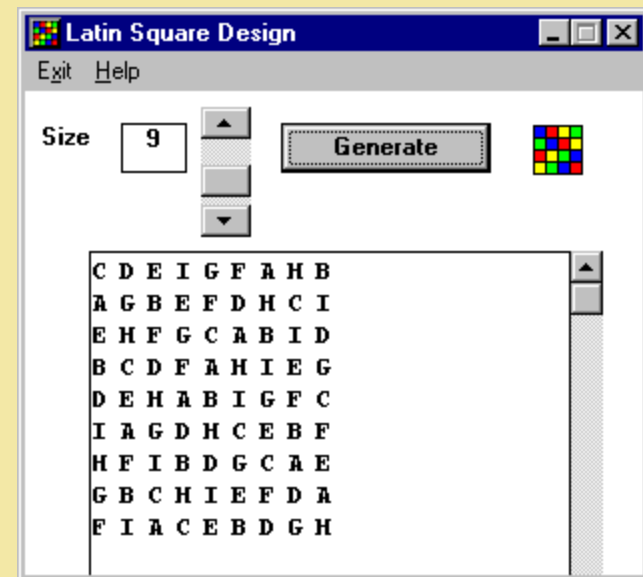 Latin Square Design
Exit Help
Size 9 Generate
C D E I G F A H B
A G B E F D H C I
E H F G C A B I D
B C D F A H I E G
D E H A B I G F C
I A G D H C E B F
H F I B D G C A E
G B C H I E F D A
F I A C E B D G H